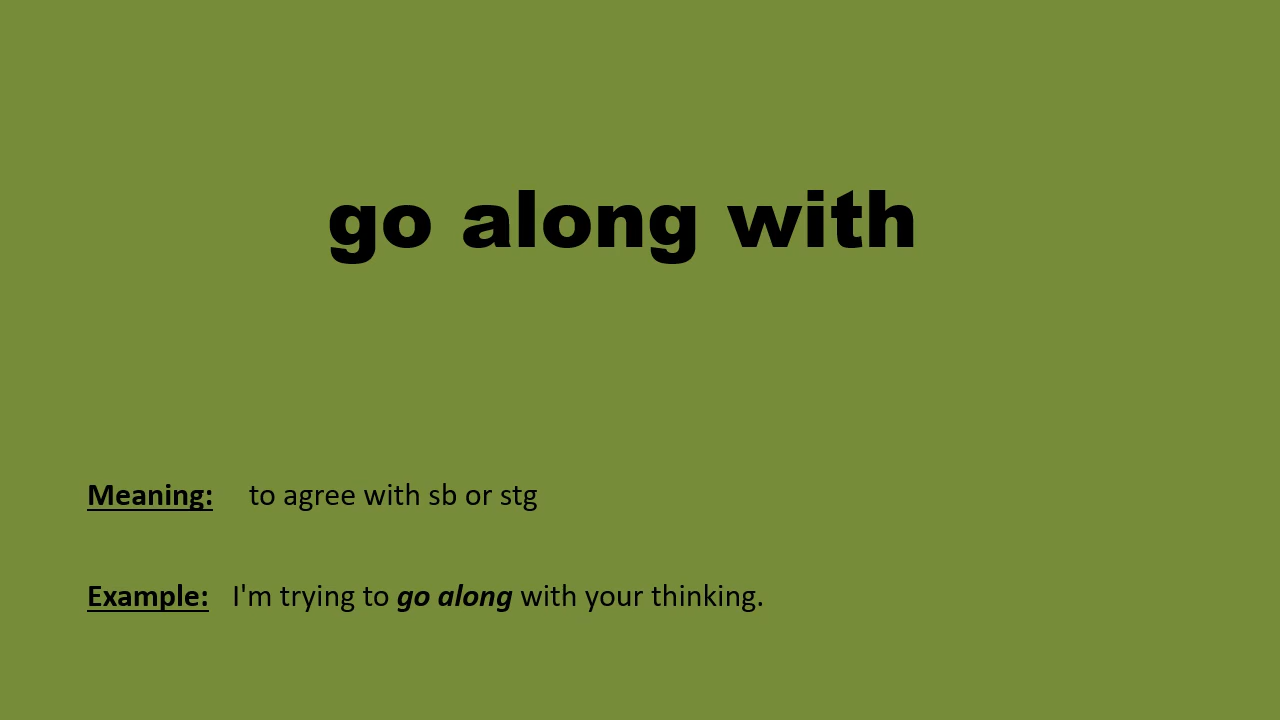 go along with
Meaning: to agree with sb or stg
Example: I'm trying to go along with your thinking.